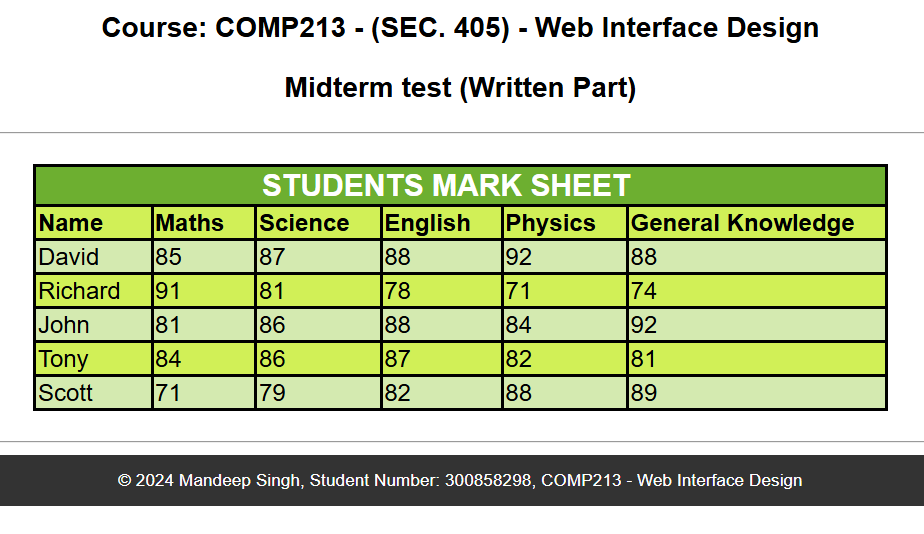 Course: COMP213 - (SEC. 405) - Web Interface Design
Midterm test (Written Part)
STUDENTS MARK SHEET
Name Maths Science English Physics General Knowledge
David 85 87 88 92 88
Richard 91 81 78 71 74
John 81 86 88 84 92
Tony 84 86 87 82 81
Scott 71 79 82 88 89
© 2024 Mandeep Singh, Student Number: 300858298, COMP213 - Web Interface Design